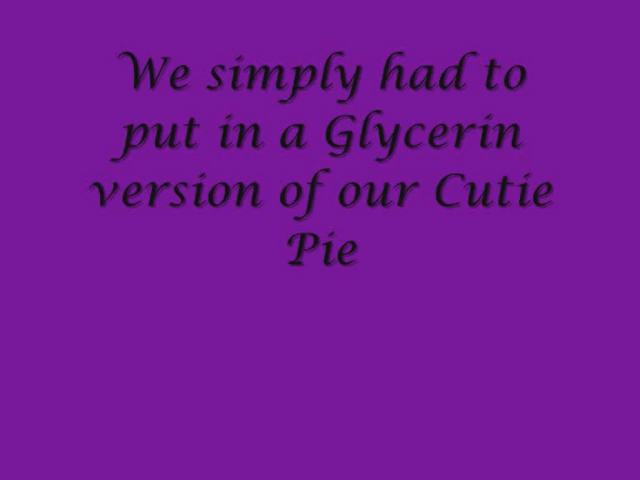 We simply had to
put in a Glycerin
version of our Cutie
Pie